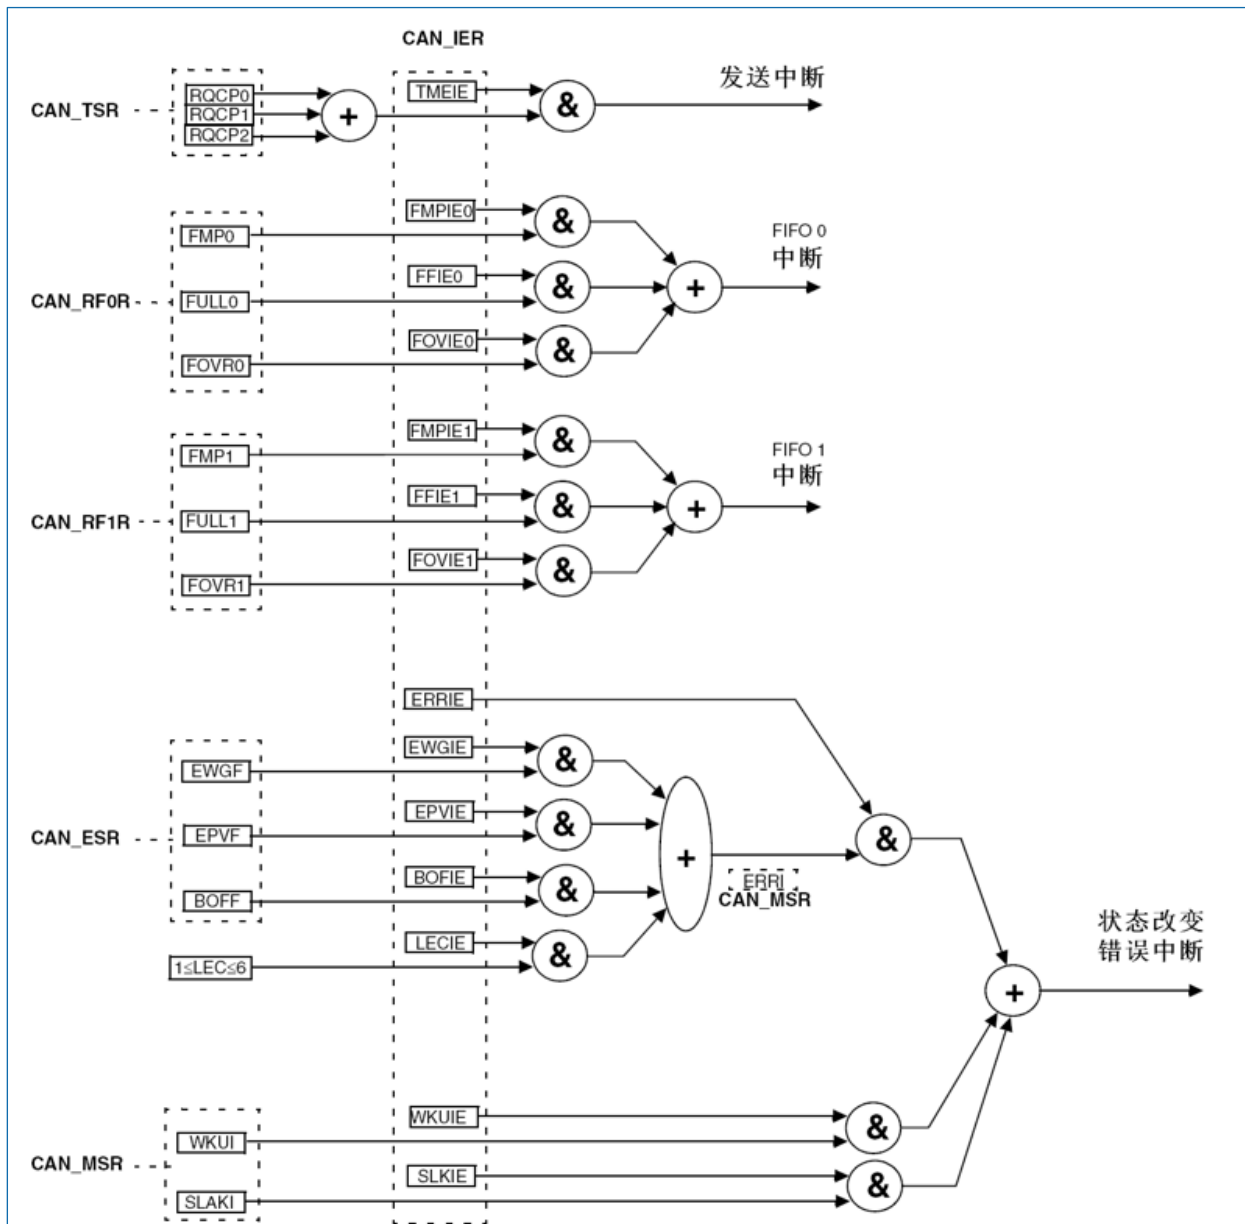 CAN_IER
CAN_TSR
RQCP0
RQCP1
RQCP2
+
TMEIE
&
发送中断
CAN_RF0R
FMP0
FULL0
FOVR0
FMPIE0
&
FFIE0
&
FOVIE0
&
+
FIFO 0
中断
CAN_RF1R
FMP1
FULL1
FOVR1
FMPIE1
&
FFIE1
&
FOVIE1
&
+
FIFO 1
中断
ERRIE
CAN_ESR
EWGF
EPVF
BOFF
1≤LEC≤6
EWGIE
&
EPVIE
&
BOFIE
&
LECIE
&
+
ERRI
CAN_MSR
&
状态改变
错误中断
+
CAN_MSR
WKUI
SLAKI
WKUIE
&
SLKIE
&